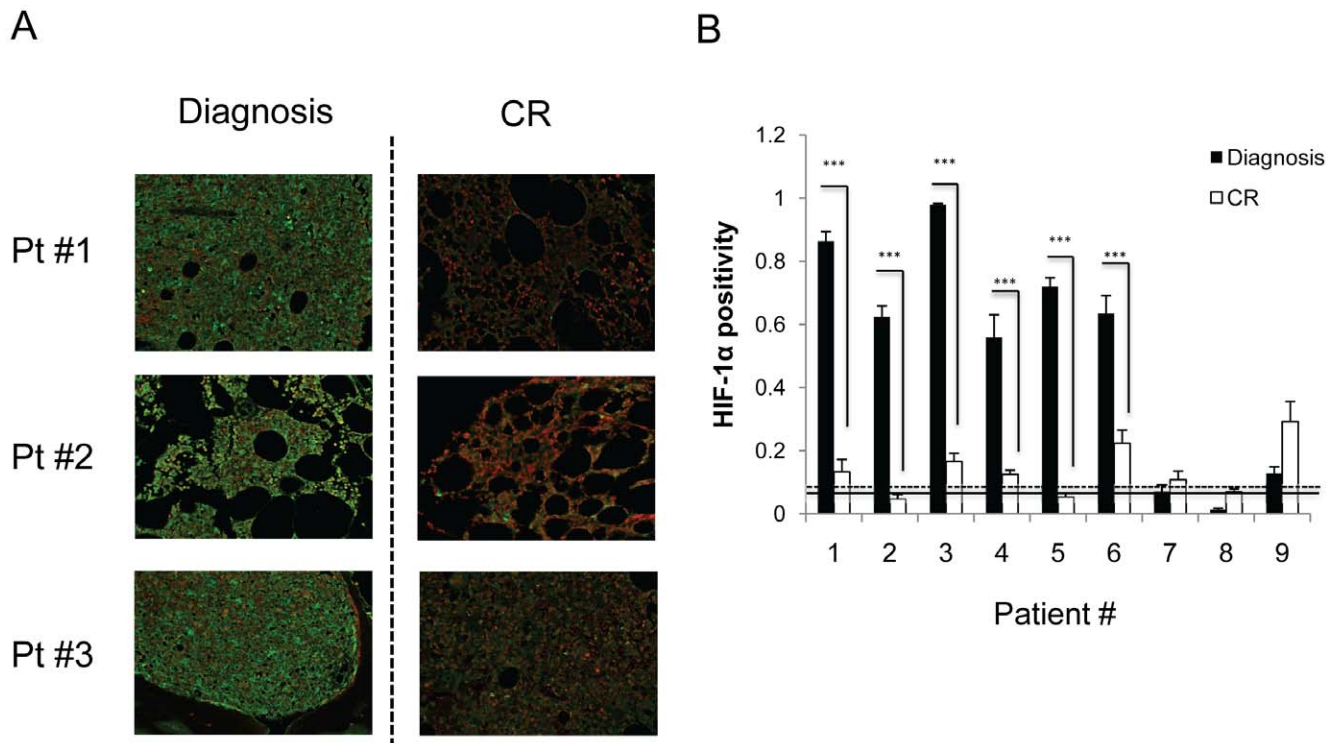 A
Diagnosis CR
Pt #1
Pt #2
Pt #3
B
1.2
1
0.8
0.6
0.4
0.2
0
HIF-1α positivity
*** *** *** *** *** ***
Diagnosis
CR
1 2 3 4 5 6 7 8 9
Patient #